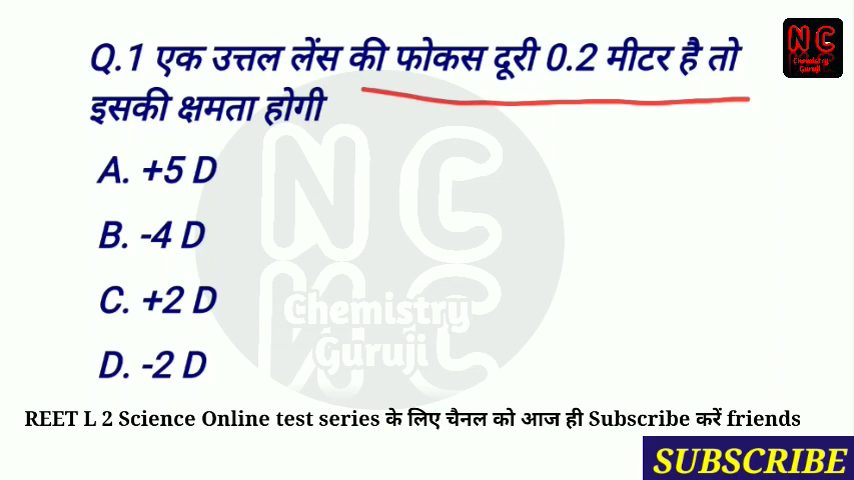 Q.1 एक उत्तल लेंस की फोकस दूरी 0.2 मीटर है तो
इसकी क्षमता होगी
A. +5 D
B. -4 D
C. +2 D
D. -2 D
NC
Chemistry
Guruji
NC
Chemistry
Guruji
REET L 2 Science Online test series के लिए चैनल को आज ही Subscribe करें friends
SUBSCRIBE